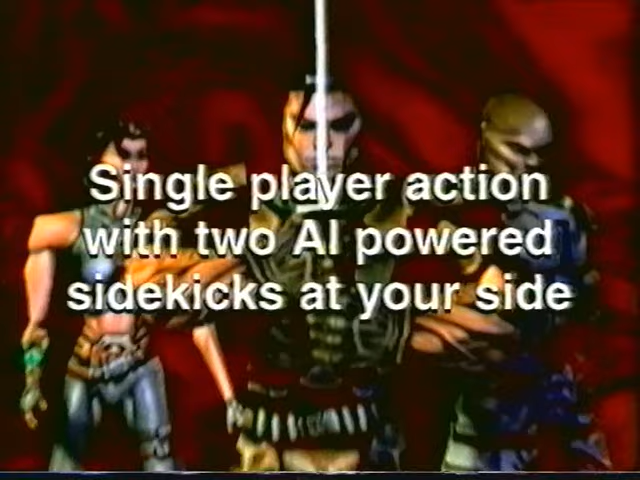 Single player action
with two AI powered
sidekicks at your side